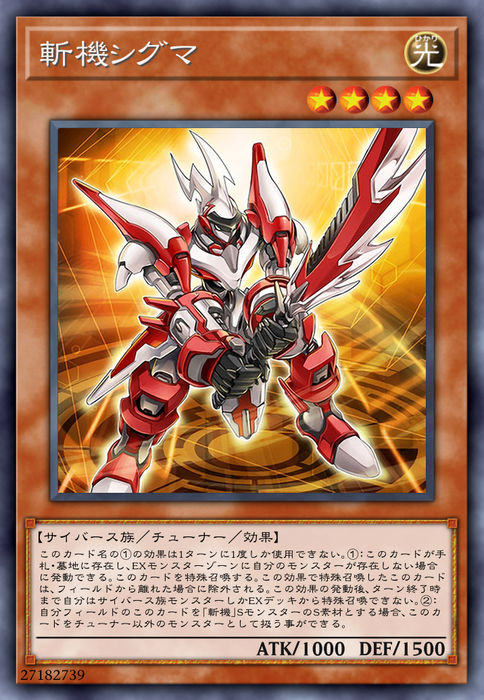 斬機シグマ
ひかり
光
【サイバース族／チューナー／効果】
このカード名の①の効果は1ターンに1度しか使用できない。①：このカードが手
札・墓地に存在し、EXモンスターゾーンに自分のモンスターが存在しない場合
に発動できる。このカードを特殊召喚する。この効果で特殊召喚したこのカード
は、フィールドから離れた場合に除外される。この効果の発動後、ターン終了時
まで自分はサイバース族モンスターしかEXデッキから特殊召喚できない。②：
自分フィールドのこのカードを「斬機」SモンスターのS素材とする場合、このカ
ードをチューナー以外のモンスターとして扱う事ができる。
ATK/1000 DEF/1500
27182739